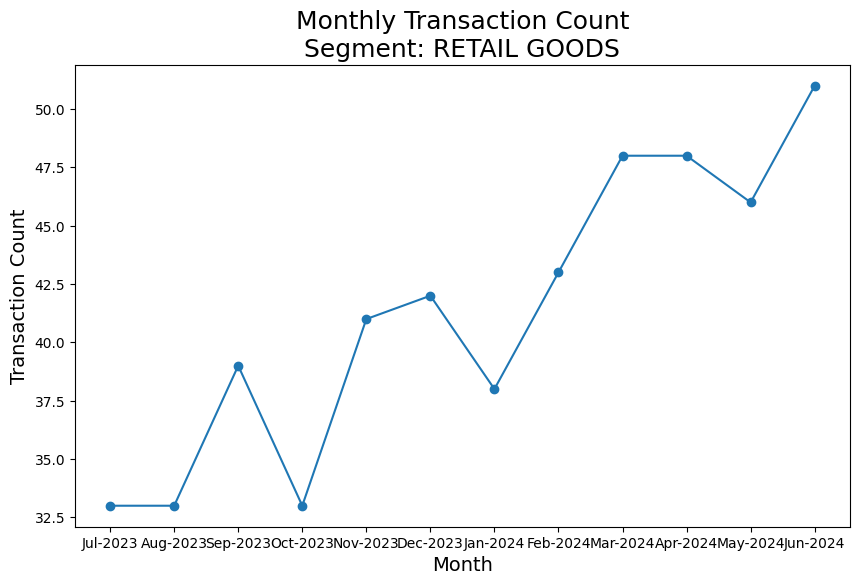 Monthly Transaction Count
Segment: RETAIL GOODS
Transaction Count
50.0
47.5
45.0
42.5
40.0
37.5
35.0
32.5
Jul-2023 Aug-2023 Sep-2023 Oct-2023 Nov-2023 Dec-2023 Jan-2024 Feb-2024 Mar-2024 Apr-2024 May-2024 Jun-2024
Month